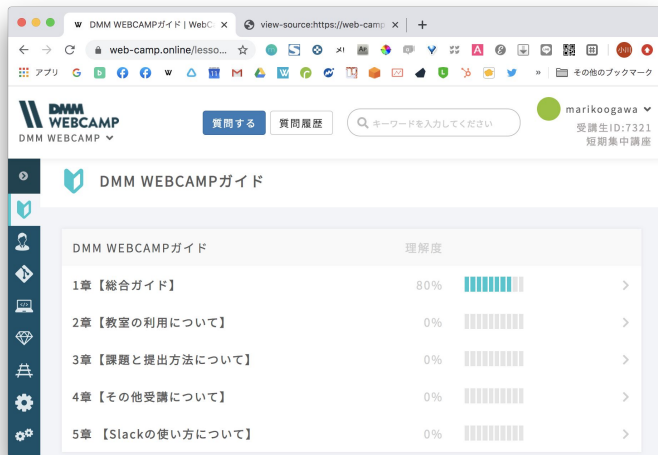 DMM WEBCAMPガイド | WebC
view-source:https://web-camp
web-camp.online/lesso...
アプリ
その他のブックマーク
DMM
WEBCAMP
DMM WEBCAMP
質問する
質問履歴
キーワードを入力してください
marikoogawa
受講生ID:7321
短期集中講座
DMM WEBCAMPガイド
DMM WEBCAMPガイド 理解度
1章【総合ガイド】 80%
2章【教室の利用について】 0%
3章【課題と提出方法について】 0%
4章【その他受講について】 0%
5章 【Slackの使い方について】 0%